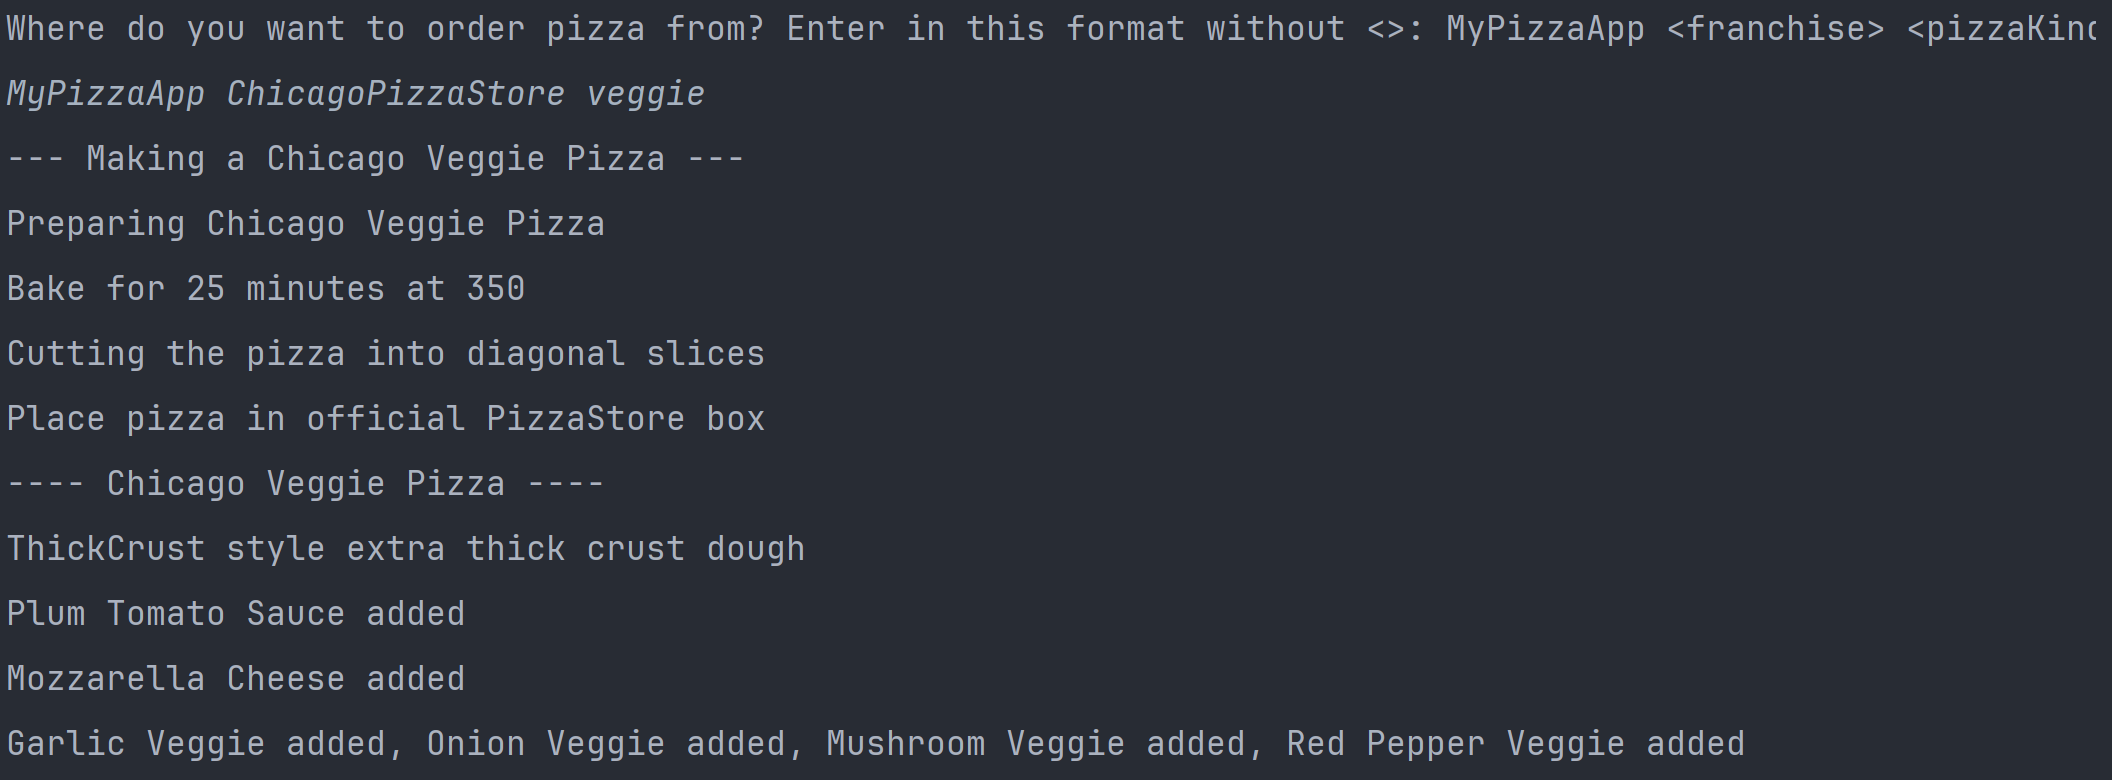 Where do you want to order pizza from? Enter in this format without <>: MyPizzaApp <franchise>
MyPizzaApp ChicagoPizzaStore veggie
--- Making a Chicago Veggie Pizza ---
Preparing Chicago Veggie Pizza
Bake for 25 minutes at 350
Cutting the pizza into diagonal slices
Place pizza in official PizzaStore box
---- Chicago Veggie Pizza ----
ThickCrust style extra thick crust dough
Plum Tomato Sauce added
Mozzarella Cheese added
Garlic Veggie added, Onion Veggie added, Mushroom Veggie added, Red Pepper Veggie added